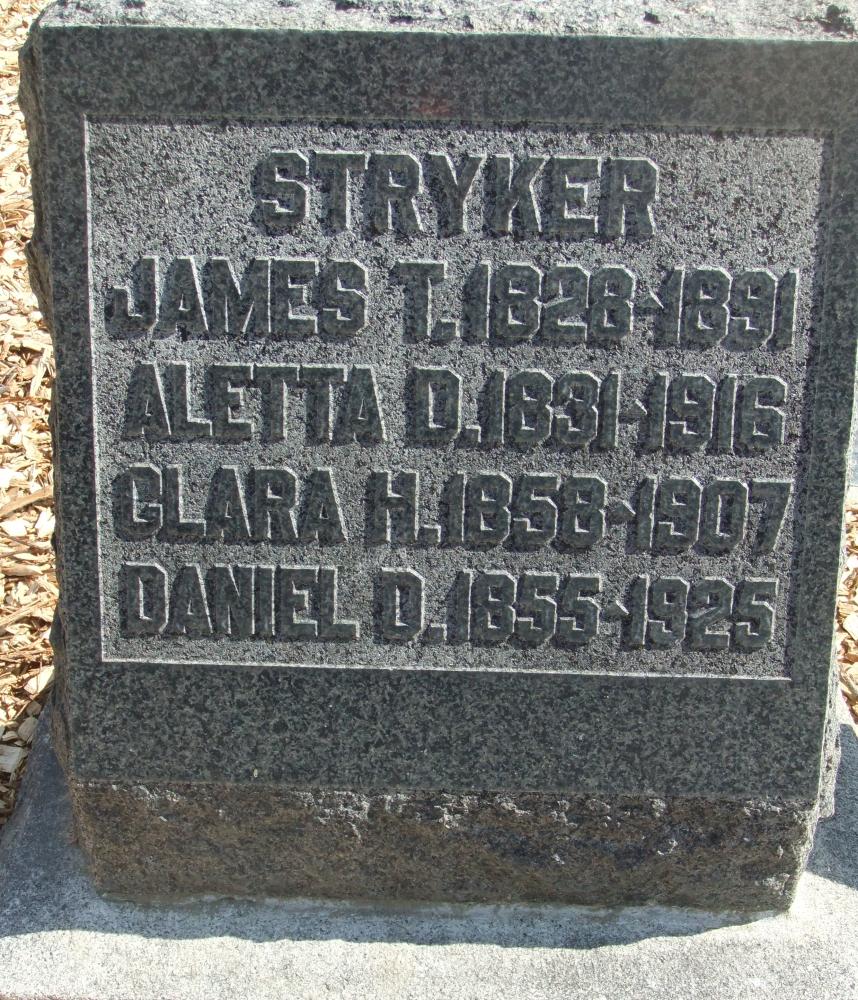 STRYKER
JAMES T. 1828-1891
ALETTA D. 1831-1916
CLARA H. 1858-1907
DANIEL D. 1855-1925